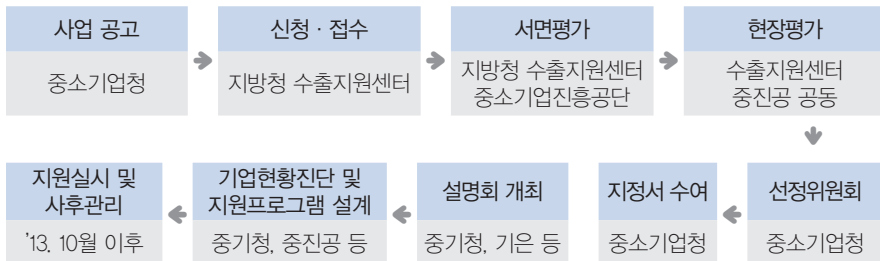 사업 공고
중소기업청
신청 · 접수
지방청 수출지원센터
서면평가
지방청 수출지원센터
중소기업진흥공단
현장평가
수출지원센터
중진공 공동
선정위원회
중소기업청
지정서 수여
중소기업청
설명회 개최
중기청, 기은 등
기업현황진단 및
지원프로그램 설계
중기청, 중진공 등
지원실시 및
사후관리
’13. 10월 이후